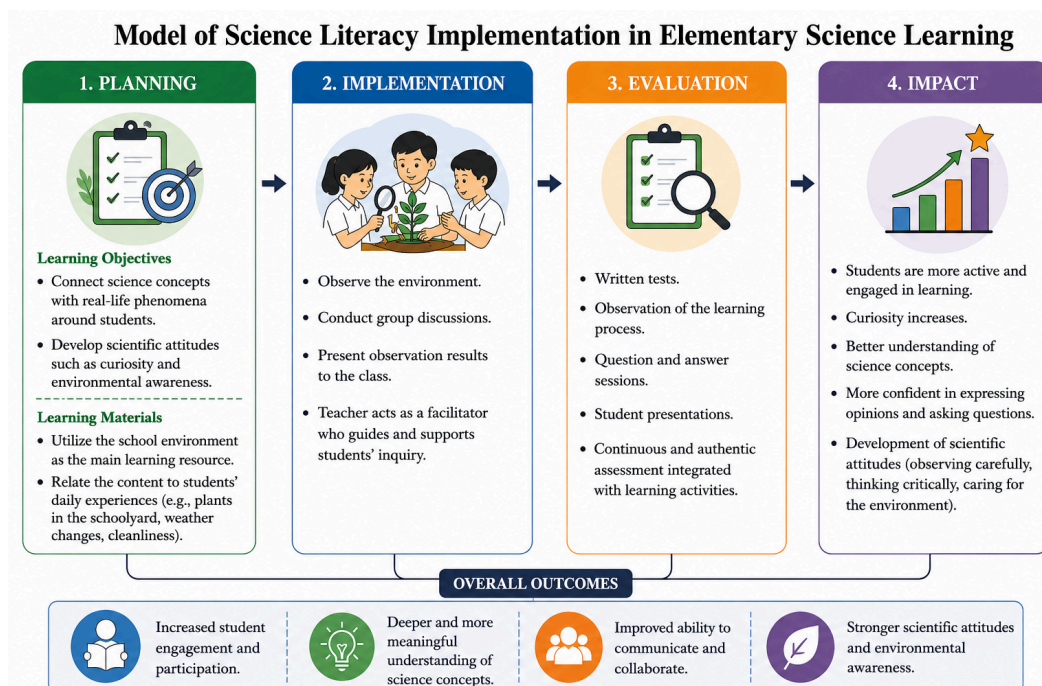 Model of Science Literacy Implementation in Elementary Science Learning
1. PLANNING
Learning Objectives
• Connect science concepts
with real-life phenomena
around students.
• Develop scientific attitudes
such as curiosity and
environmental awareness.
Learning Materials
• Utilize the school environment
as the main learning resource.
• Relate the content to students’
daily experiences (e.g., plants
in the schoolyard, weather
changes, cleanliness).
2. IMPLEMENTATION
• Observe the environment.
• Conduct group discussions.
• Present observation results
to the class.
• Teacher acts as a facilitator
who guides and supports
students’ inquiry.
3. EVALUATION
• Written tests.
• Observation of the learning
process.
• Question and answer
sessions.
• Student presentations.
• Continuous and authentic
assessment integrated
with learning activities.
4. IMPACT
• Students are more active and
engaged in learning.
• Curiosity increases.
• Better understanding of
science concepts.
• More confident in expressing
opinions and asking questions.
• Development of scientific
attitudes (observing carefully,
thinking critically, caring for
the environment).
OVERALL OUTCOMES
Increased student
engagement and
participation.
Deeper and more
meaningful
understanding of
science concepts.
Improved ability to
communicate and
collaborate.
Stronger scientific attitudes
and environmental
awareness.